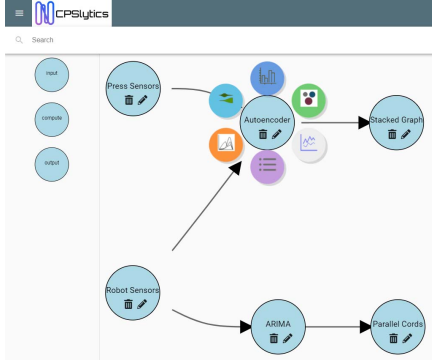 CPSlytics
Search
input
compute
output
Press Sensors
Autoencoder
Stacked Graph
Robot Sensors
ARIMA
Parallel Cords